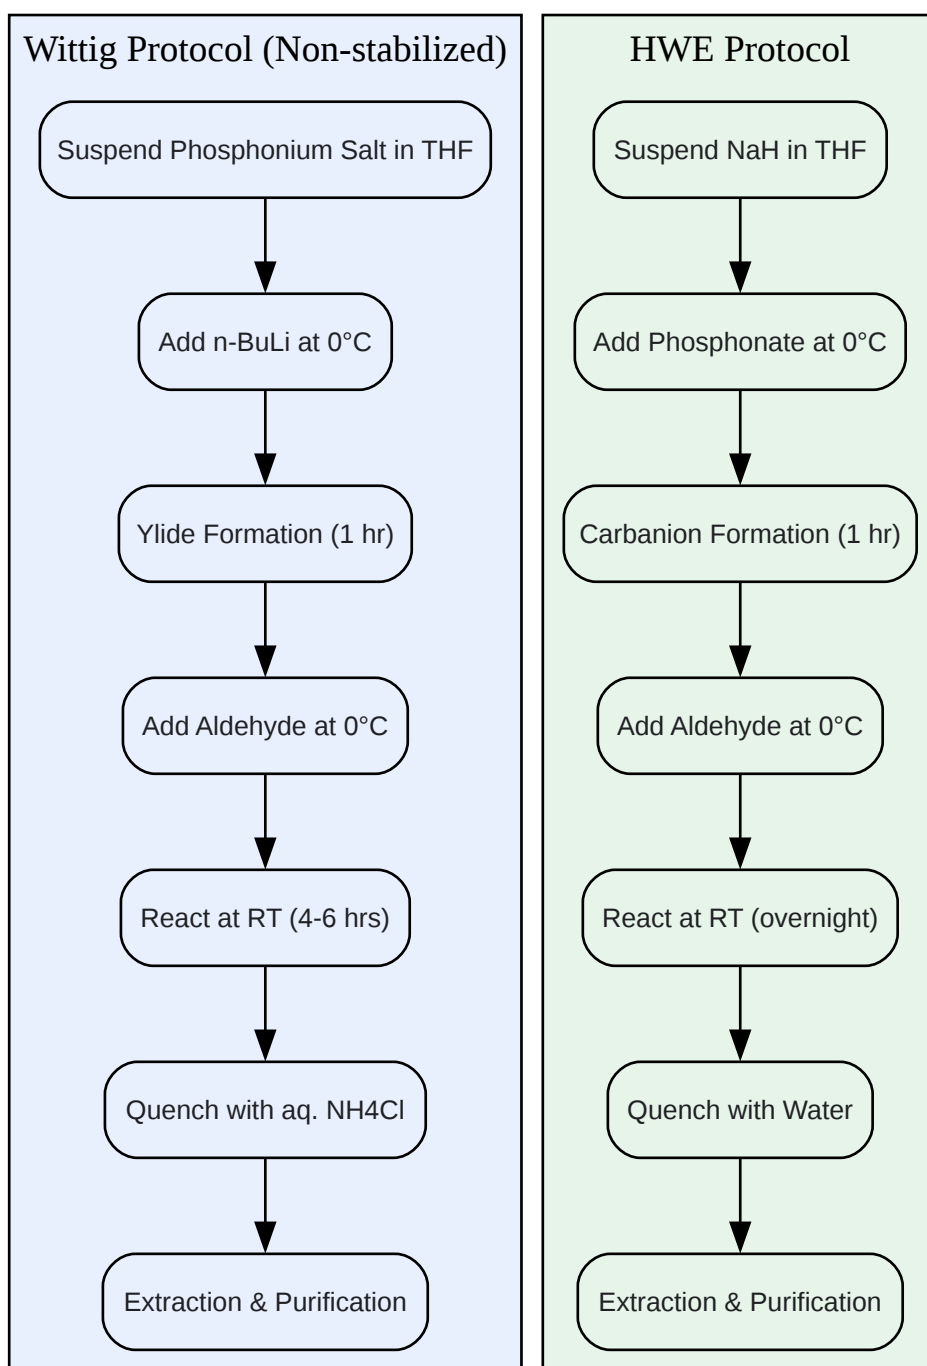 Wittig Protocol (Non-stabilized)
Suspend Phosphonium Salt in THF
Add n-BuLi at 0°C
Ylide Formation (1 hr)
Add Aldehyde at 0°C
React at RT (4-6 hrs)
Quench with aq. NH4Cl
Extraction & Purification
HWE Protocol
Suspend NaH in THF
Add Phosphonate at 0°C
Carbanion Formation (1 hr)
Add Aldehyde at 0°C
React at RT (overnight)
Quench with Water
Extraction & Purification